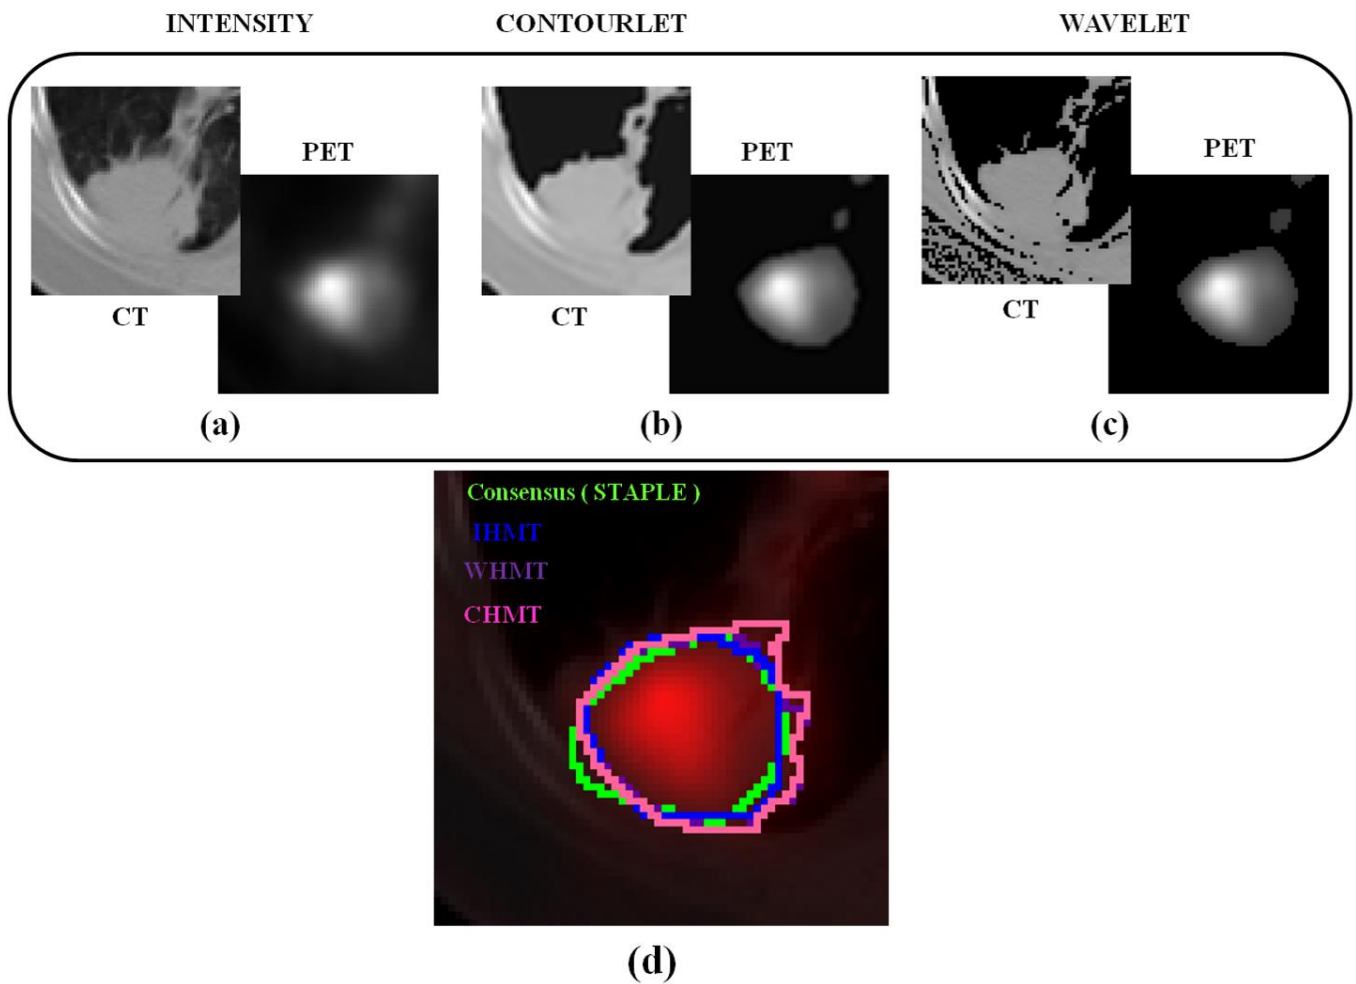 INTENSITY
CONTOURLET
WAVELET
PET
CT
PET
CT
PET
CT
(a)
(b)
(c)
Consensus ( STAPLE )
IHMT
WHMT
CHMT
(d)